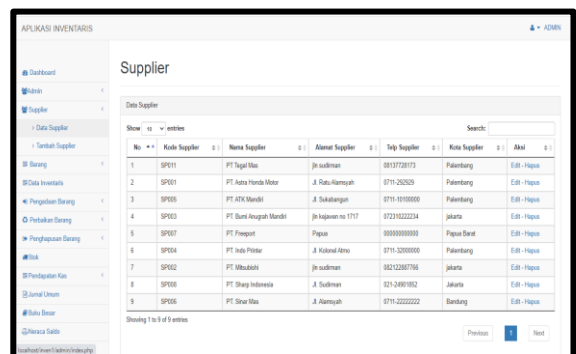 APLIKASI INVENTARIS
ADMIN
Dashboard
Admin
Supplier
Data Supplier
Tambah Supplier
Barang
Data Inventaris
Pengadaan Barang
Perbaikan Barang
Penghapusan Barang
Stok
Pendapatan Kas
Jurnal Umum
Buku Besar
Neraca Saldo
localhost/inven1/admin/index.php
Supplier
Data Supplier
Show 10 entries Search:
No Kode Supplier Nama Supplier Alamat Supplier Telp Supplier Kota Supplier Aksi
1 SP011 PT.Tegal Mas jln sudirman 08137728173 Palembang Edit - Hapus
2 SP001 PT. Astra Honda Motor Jl. Ratu Alamsyah 0711-292929 Palembang Edit - Hapus
3 SP005 PT. ATK Mandiri Jl. Sukabangun 0711-10100000 Palembang Edit - Hapus
4 SP003 PT. Bumi Anugrah Mandiri jln kejawen no 1717 072310222234 jakarta Edit - Hapus
5 SP007 PT. Freeport Papua 000000000000 Papua Barat Edit - Hapus
6 SP004 PT. Indo Printer Jl. Kolonel Atmo 0711-32000000 Palembang Edit - Hapus
7 SP002 PT. Mitsubishi jln sudirman 082122887766 jakarta Edit - Hapus
8 SP008 PT. Sharp Indonesia Jl. Sudirman 021-24901852 Jakarta Edit - Hapus
9 SP006 PT. Sinar Mas Jl. Alamsyah 0711-22222222 Bandung Edit - Hapus
Showing 1 to 9 of 9 entries
Previous 1 Next